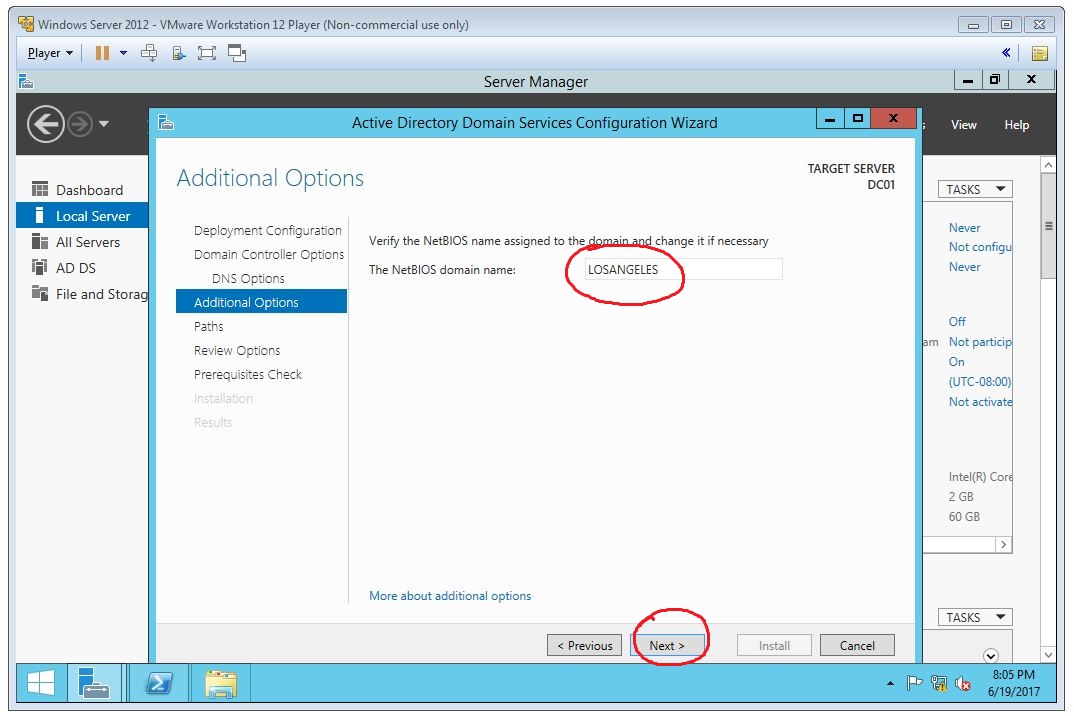 Windows Server 2012 - VMware Workstation 12 Player (Non-commercial use only)
Player
Server Manager
View Help
Active Directory Domain Services Configuration Wizard
Additional Options
TARGET SERVER
DC01
Dashboard
Local Server
All Servers
AD DS
File and Storag
Deployment Configuration
Domain Controller Options
DNS Options
Additional Options
Paths
Review Options
Prerequisites Check
Installation
Results
Verify the NetBIOS name assigned to the domain and change it if necessary
The NetBIOS domain name: LOSANGELES
More about additional options
< Previous Next > Install Cancel
TASKS
Never
Not configu
Never
Off
am Not particip
On
(UTC-08:00)
Not activate
Intel(R) Core
2 GB
60 GB
TASKS
8:05 PM
6/19/2017